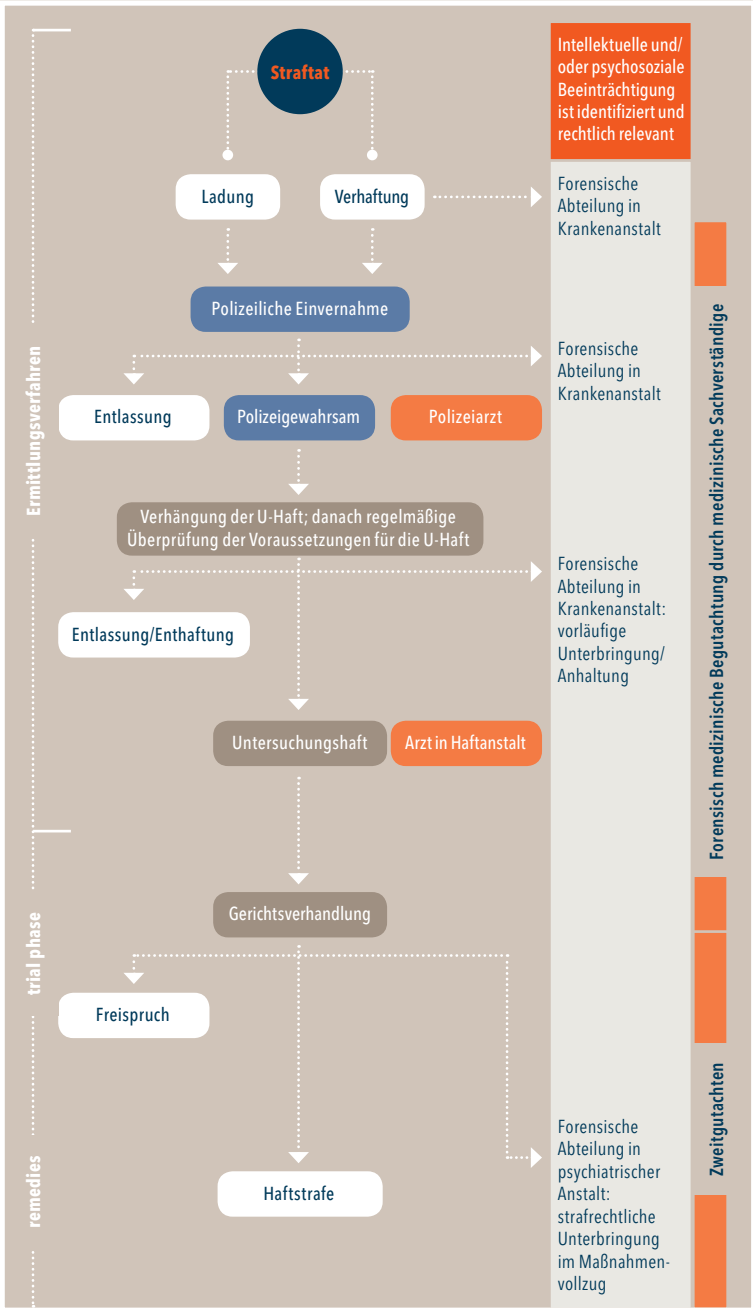 Straftat
Intellektuelle und/
oder psychosoziale
Beeinträchtigung
ist identifiziert und
rechtlich relevant
Ladung
Verhaftung
Forensische
Abteilung in
Krankenanstalt
Polizeiliche Einvernahme
Forensische
Abteilung in
Krankenanstalt
Entlassung
Polizeigewahrsam
Polizeiarzt
Verhängung der U-Haft; danach regelmäßige
Überprüfung der Voraussetzungen für die U-Haft
Forensische
Abteilung in
Krankenanstalt:
vorläufige
Unterbringung/
Anhaltung
Entlassung/Enthaftung
Untersuchungshaft
Arzt in Haftanstalt
Gerichtsverhandlung
Freispruch
Haftstrafe
Forensische
Abteilung in
psychiatrischer
Anstalt:
strafrechtliche
Unterbringung
im Maßnahmen-
vollzug
Ermittlungsverfahren
trial phase
remedies
Forensisch medizinische Begutachtung durch medizinische Sachverständige
Zweitgutachten